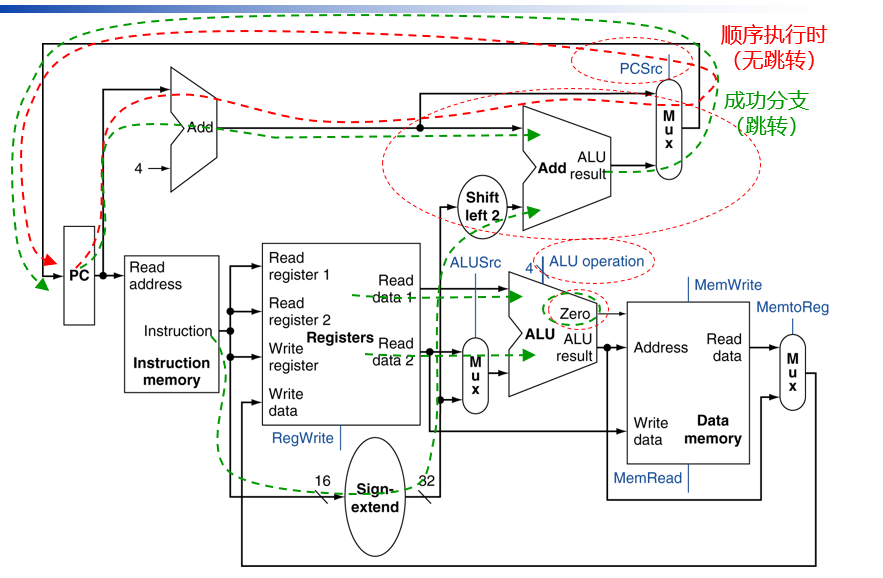 顺序执行时
（无跳转）
PCSrc
成功分支
（跳转）
M
u
x
Add
4
Add
ALU
result
Shift
left 2
PC
Read
address
Instruction
Instruction
memory
Read
register 1
Read
register 2
Write
register
Write
data
Registers
Read
data 1
Read
data 2
RegWrite
ALUSrc
M
u
x
4
ALU operation
Zero
ALU
ALU
result
MemWrite
MemtoReg
Address
Read
data
Write
data
Data
memory
MemRead
M
u
x
16
Sign-
extend
32